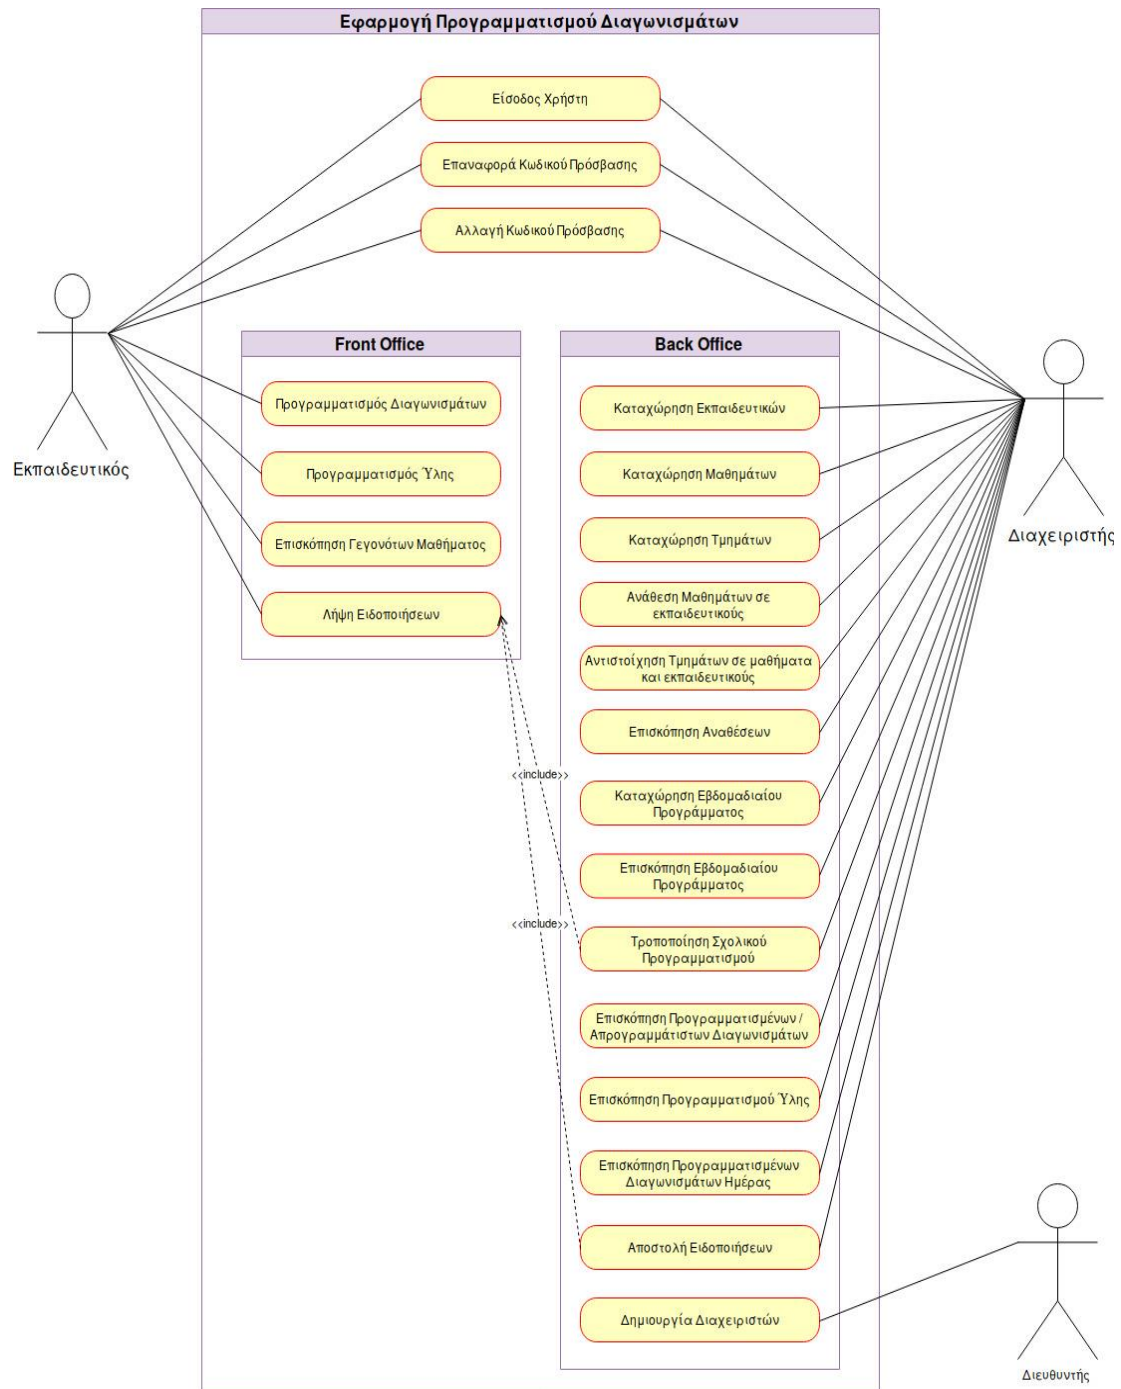 Εφαρμογή Προγραμματισμού Διαγωνισμάτων
Είσοδος Χρήστη
Επαναφορά Κωδικού Πρόσβασης
Αλλαγή Κωδικού Πρόσβασης
Front Office
Προγραμματισμός Διαγωνισμάτων
Προγραμματισμός Ύλης
Επισκόπηση Γεγονότων Μαθήματος
Λήψη Ειδοποιήσεων
Εκπαιδευτικός
Back Office
Καταχώρηση Εκπαιδευτικών
Καταχώρηση Μαθημάτων
Καταχώρηση Τμημάτων
Ανάθεση Μαθημάτων σε
εκπαιδευτικούς
Αντιστοίχηση Τμημάτων σε μαθήματα
και εκπαιδευτικούς
Επισκόπηση Αναθέσεων
<<include>>
Καταχώρηση Εβδομαδιαίου
Προγράμματος
Επισκόπηση Εβδομαδιαίου
Προγράμματος
<<include>>
Τροποποίηση Σχολικού
Προγραμματισμού
Επισκόπηση Προγραμματισμένων /
Απρογραμμάτιστων Διαγωνισμάτων
Επισκόπηση Προγραμματισμού Ύλης
Επισκόπηση Προγραμματισμένων
Διαγωνισμάτων Ημέρας
Αποστολή Ειδοποιήσεων
Δημιουργία Διαχειριστών
Διαχειριστής
Διευθυντής